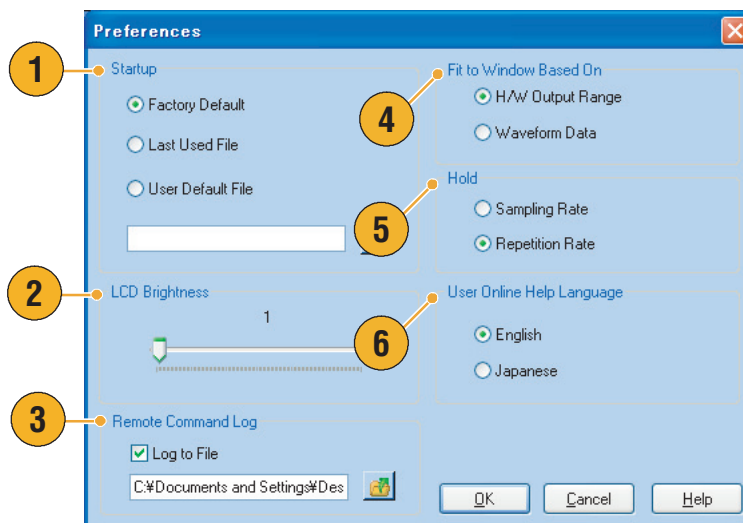 Preferences
1
Startup
Factory Default
Last Used File
User Default File
2
LCD Brightness
1
3
Remote Command Log
Log to File
C:¥Documents and Settings¥Des
4
Fit to Window Based On
H/W Output Range
Waveform Data
5
Hold
Sampling Rate
Repetition Rate
6
User Online Help Language
English
Japanese
OK
Cancel
Help